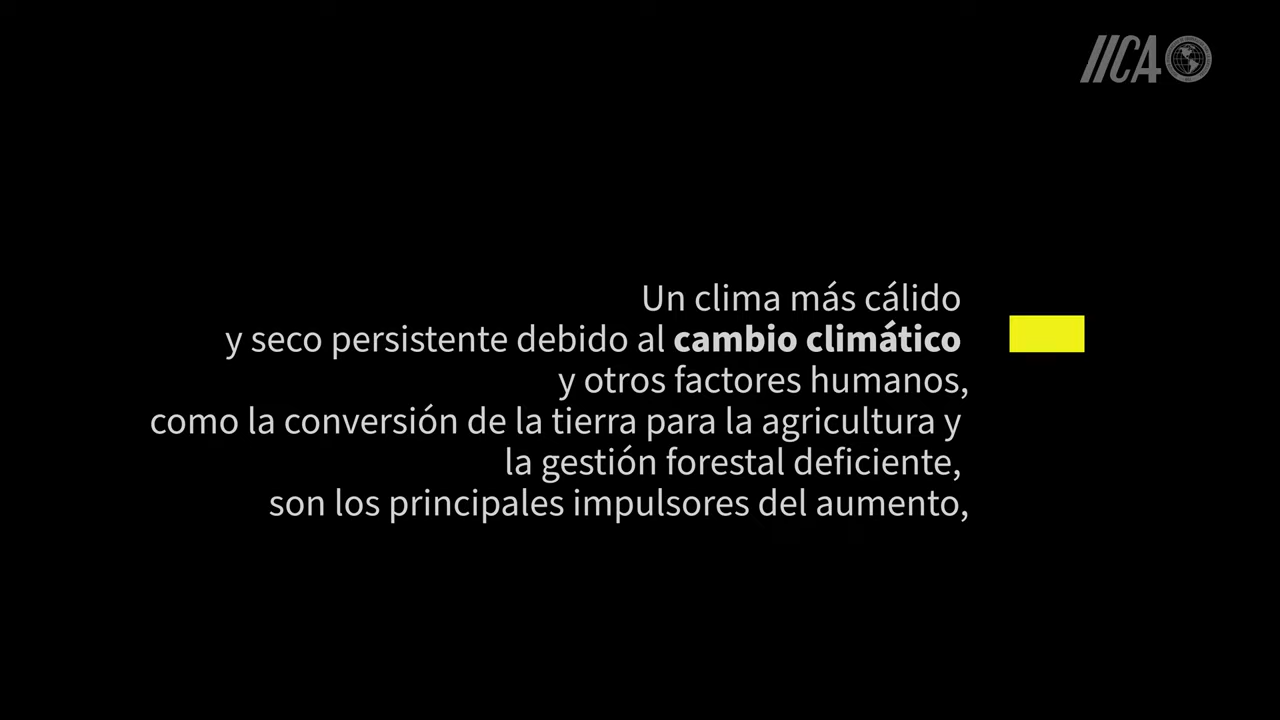 IICA
Un clima más cálido
y seco persistente debido al cambio climático
y otros factores humanos,
como la conversión de la tierra para la agricultura y
la gestión forestal deficiente,
son los principales impulsores del aumento,